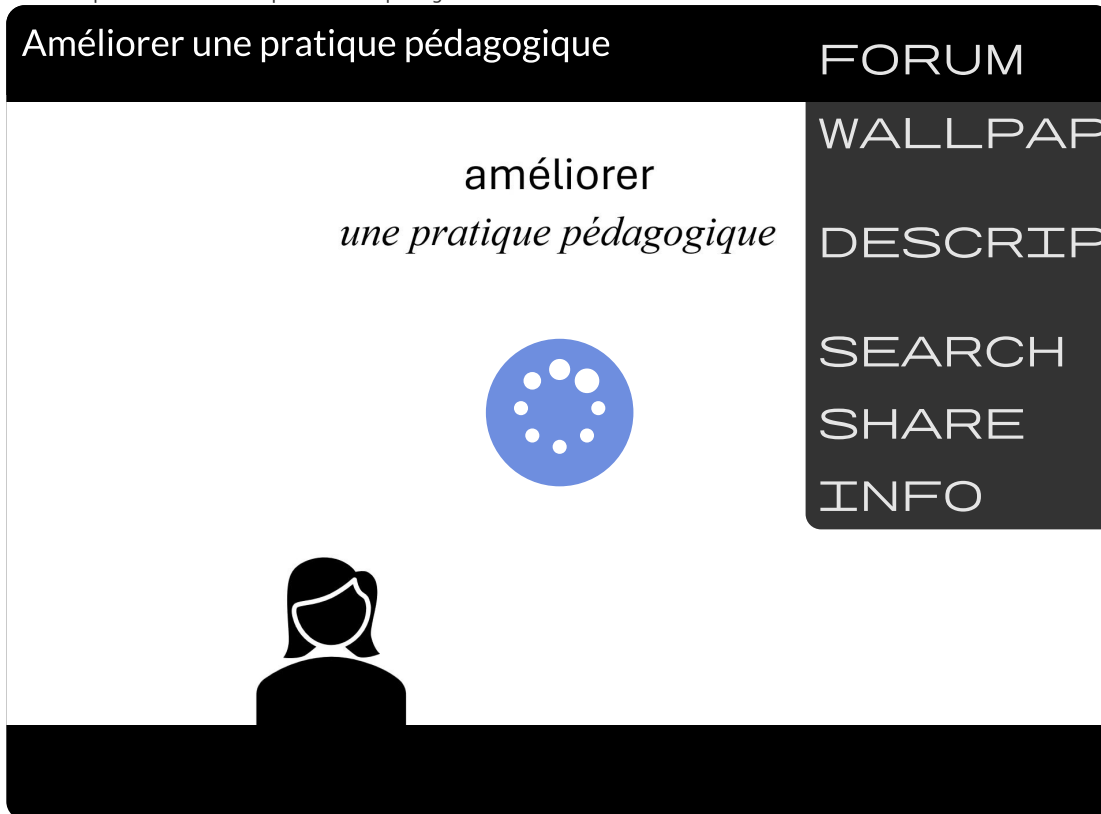 Améliorer une pratique pédagogique
FORUM
WALLPAP
DESCRIP
SEARCH
SHARE
INFO
améliorer
une pratique pédagogique